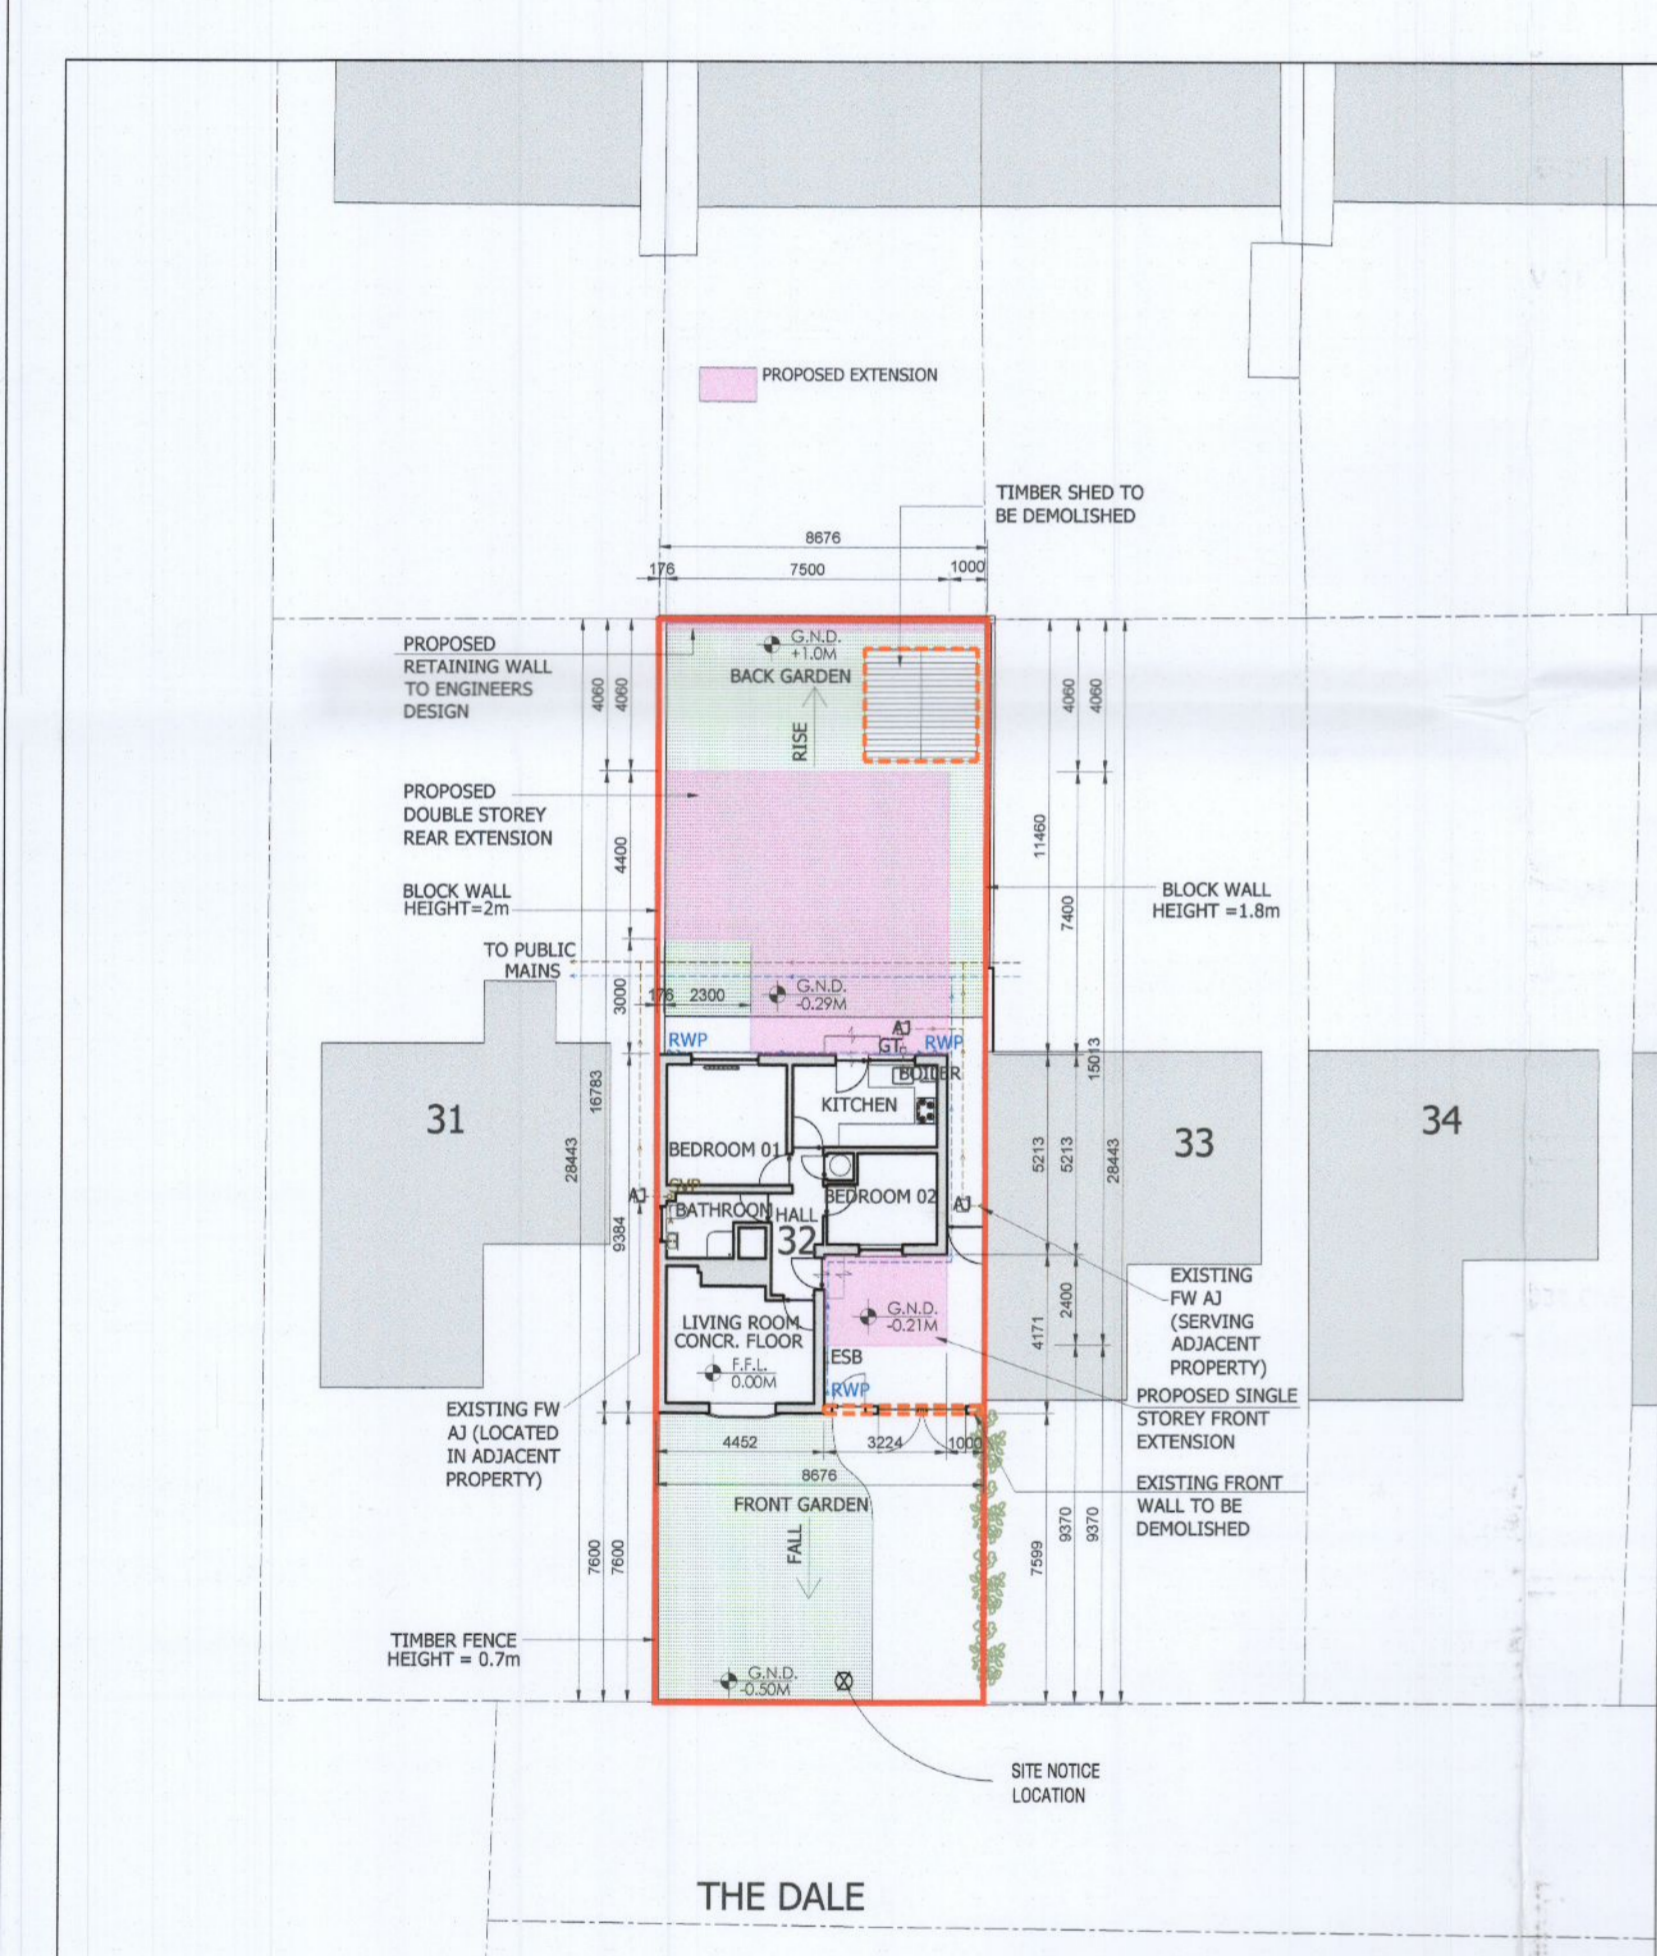 PROPOSED EXTENSION
TIMBER SHED TO
BE DEMOLISHED
8676
176
7500
1000
PROPOSED
RETAINING WALL
TO ENGINEERS
DESIGN
G.N.D.
+1.0M
BACK GARDEN
RISE
4060
4060
4060
4060
PROPOSED
DOUBLE STOREY
REAR EXTENSION
4400
11460
7400
BLOCK WALL
HEIGHT=2m
BLOCK WALL
HEIGHT =1.8m
TO PUBLIC
MAINS
3000
176
2300
G.N.D.
-0.29M
RWP
AJ
GT
RWP
BOILER
KITCHEN
BEDROOM 01
31
33
34
16783
28443
9384
5213
5213
15013
28443
AJ
SVP
BATHROOM
HALL
32
BEDROOM 02
AJ
G.N.D.
-0.21M
LIVING ROOM
CONCR. FLOOR
F.F.L.
0.00M
ESB
RWP
4171
2400
EXISTING
FW AJ
(SERVING
ADJACENT
PROPERTY)
PROPOSED SINGLE
STOREY FRONT
EXTENSION
EXISTING FW
AJ (LOCATED
IN ADJACENT
PROPERTY)
4452
3224
1000
8676
FRONT GARDEN
FALL
EXISTING FRONT
WALL TO BE
DEMOLISHED
7600
7600
7599
9370
9370
TIMBER FENCE
HEIGHT = 0.7m
G.N.D.
-0.50M
SITE NOTICE
LOCATION
THE DALE